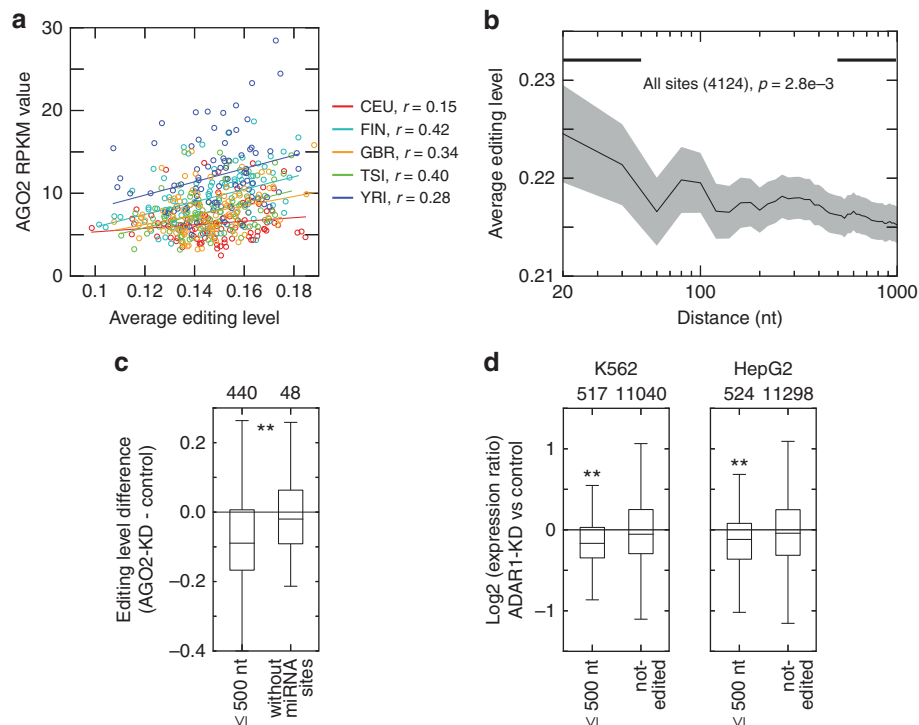 a
30
25
20
15
10
5
0
0.1 0.12 0.14 0.16 0.18
AGO2 RPKM value
Average editing level
CEU, r = 0.15
FIN, r = 0.42
GBR, r = 0.34
TSI, r = 0.40
YRI, r = 0.28
b
0.23
0.22
0.21
20 100 1000
Average editing level
Distance (nt)
All sites (4124), p = 2.8e–3
c
440 48
**
0.2
0.0
–0.2
–0.4
Editing level difference
(AGO2-KD - control)
≤ 500 nt
without
miRNA
sites
d
K562 HepG2
517 11040 524 11298
** **
1
0
–1
Log2 (expression ratio)
ADAR1-KD vs control
≤ 500 nt
not-
edited
≤ 500 nt
not-
edited